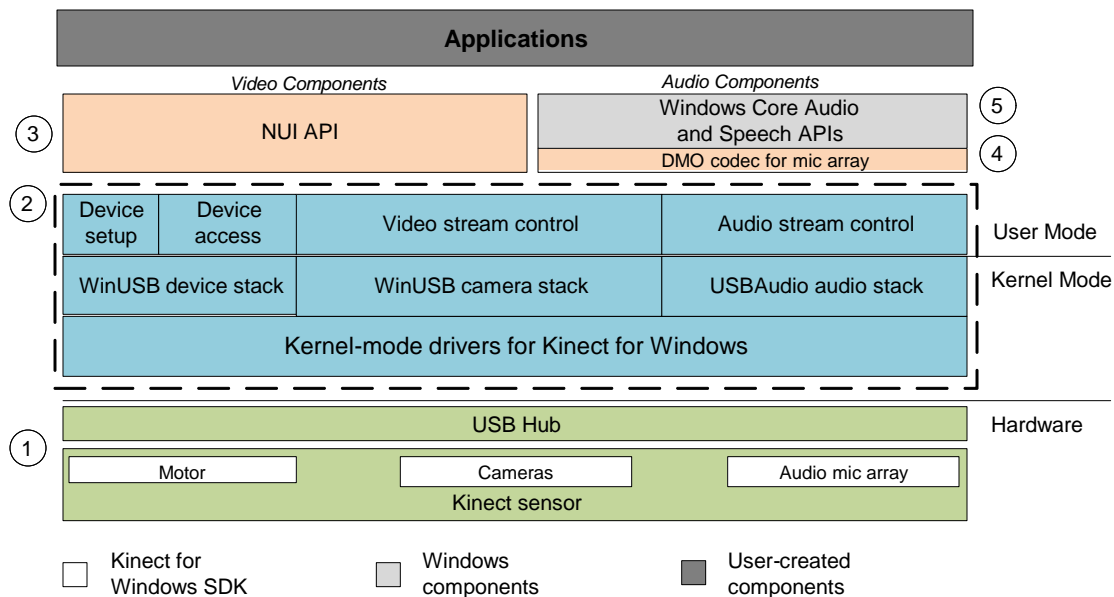 Applications
Video Components
Audio Components
3
NUI API
Windows Core Audio
and Speech APIs
5
DMO codec for mic array
4
2
Device
setup
Device
access
Video stream control
Audio stream control
User Mode
WinUSB device stack
WinUSB camera stack
USBAudio audio stack
Kernel Mode
Kernel-mode drivers for Kinect for Windows
USB Hub
Hardware
1
Motor
Cameras
Audio mic array
Kinect sensor
Kinect for
Windows SDK
Windows
components
User-created
components